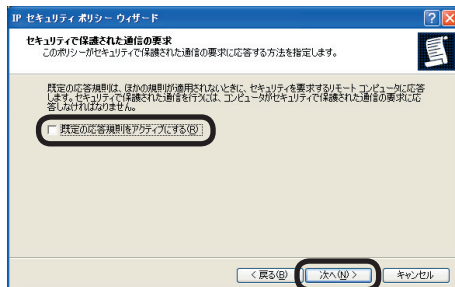 IP セキュリティ ポリシー ウィザード
セキュリティで保護された通信の要求
このポリシーがセキュリティで保護された通信の要求に応答する方法を指定します。
既定の応答規則は、ほかの規則が適用されないときに、セキュリティを要求するリモート コンピュータに応答
します。セキュリティで保護された通信を行うには、コンピュータがセキュリティで保護された通信の要求に応
答しなければなりません。
既定の応答規則をアクティブにする(R)
< 戻る(B)
次へ(N) >
キャンセル